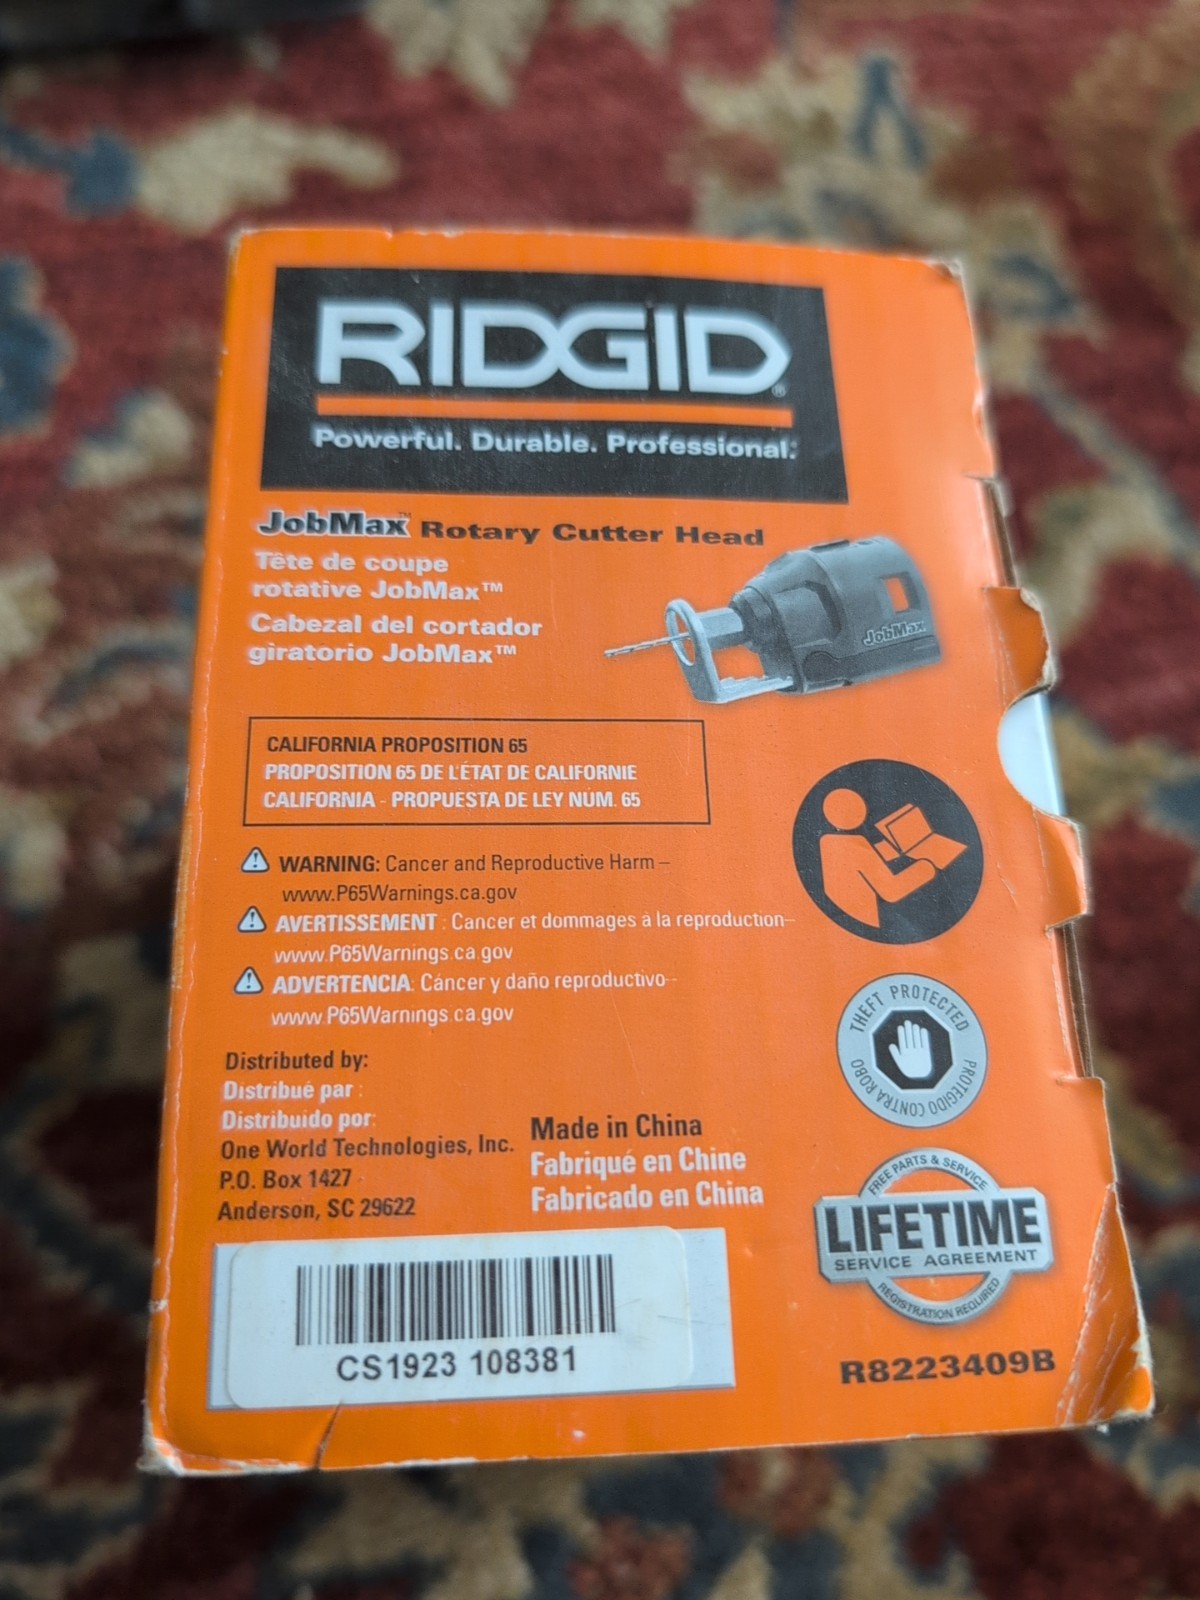 RIDGID®
Powerful. Durable. Professional.
JobMax™ Rotary Cutter Head
Tête de coupe
rotative JobMax™
Cabezal del cortador
giratorio JobMax™
JobMax
CALIFORNIA PROPOSITION 65
PROPOSITION 65 DE L'ÉTAT DE CALIFORNIE
CALIFORNIA - PROPUESTA DE LEY NÚM. 65
WARNING: Cancer and Reproductive Harm –
www.P65Warnings.ca.gov
AVERTISSEMENT : Cancer et dommages à la reproduction–
www.P65Warnings.ca.gov
ADVERTENCIA: Cáncer y daño reproductivo–
www.P65Warnings.ca.gov
THEFT PROTECTED
PROTEGIDO CONTRA ROBO
Distributed by:
Distribué par :
Distribuido por:
One World Technologies, Inc.
P.O. Box 1427
Anderson, SC 29622
Made in China
Fabriqué en Chine
Fabricado en China
FREE PARTS & SERVICE
LIFETIME
SERVICE AGREEMENT
REGISTRATION REQUIRED
CS1923 108381
R8223409B